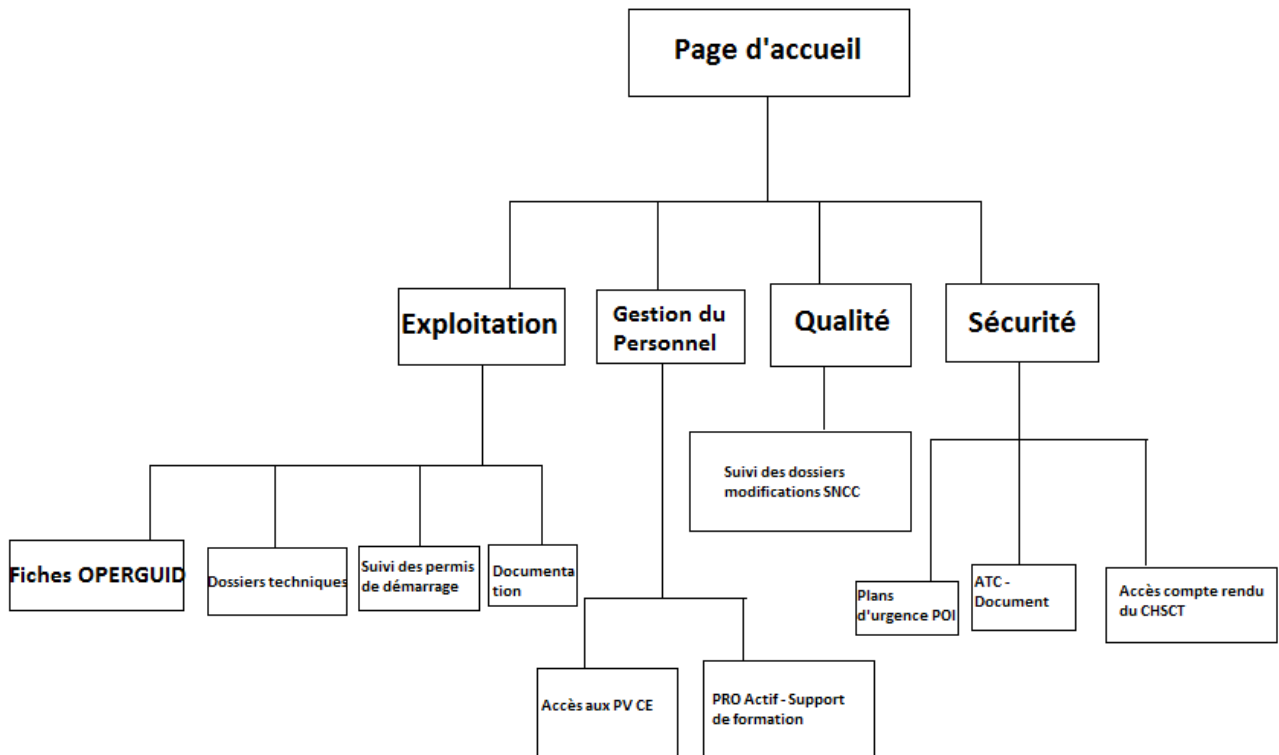 Page d'accueil
Exploitation
Gestion du
Personnel
Qualité
Sécurité
Suivi des dossiers
modifications SNCC
Fiches OPERGUID
Dossiers techniques
Suivi des permis
de démarrage
Documenta
tion
Plans
d'urgence POI
ATC -
Document
Accès compte rendu
du CHSCT
Accès aux PV CE
PRO Actif - Support
de formation